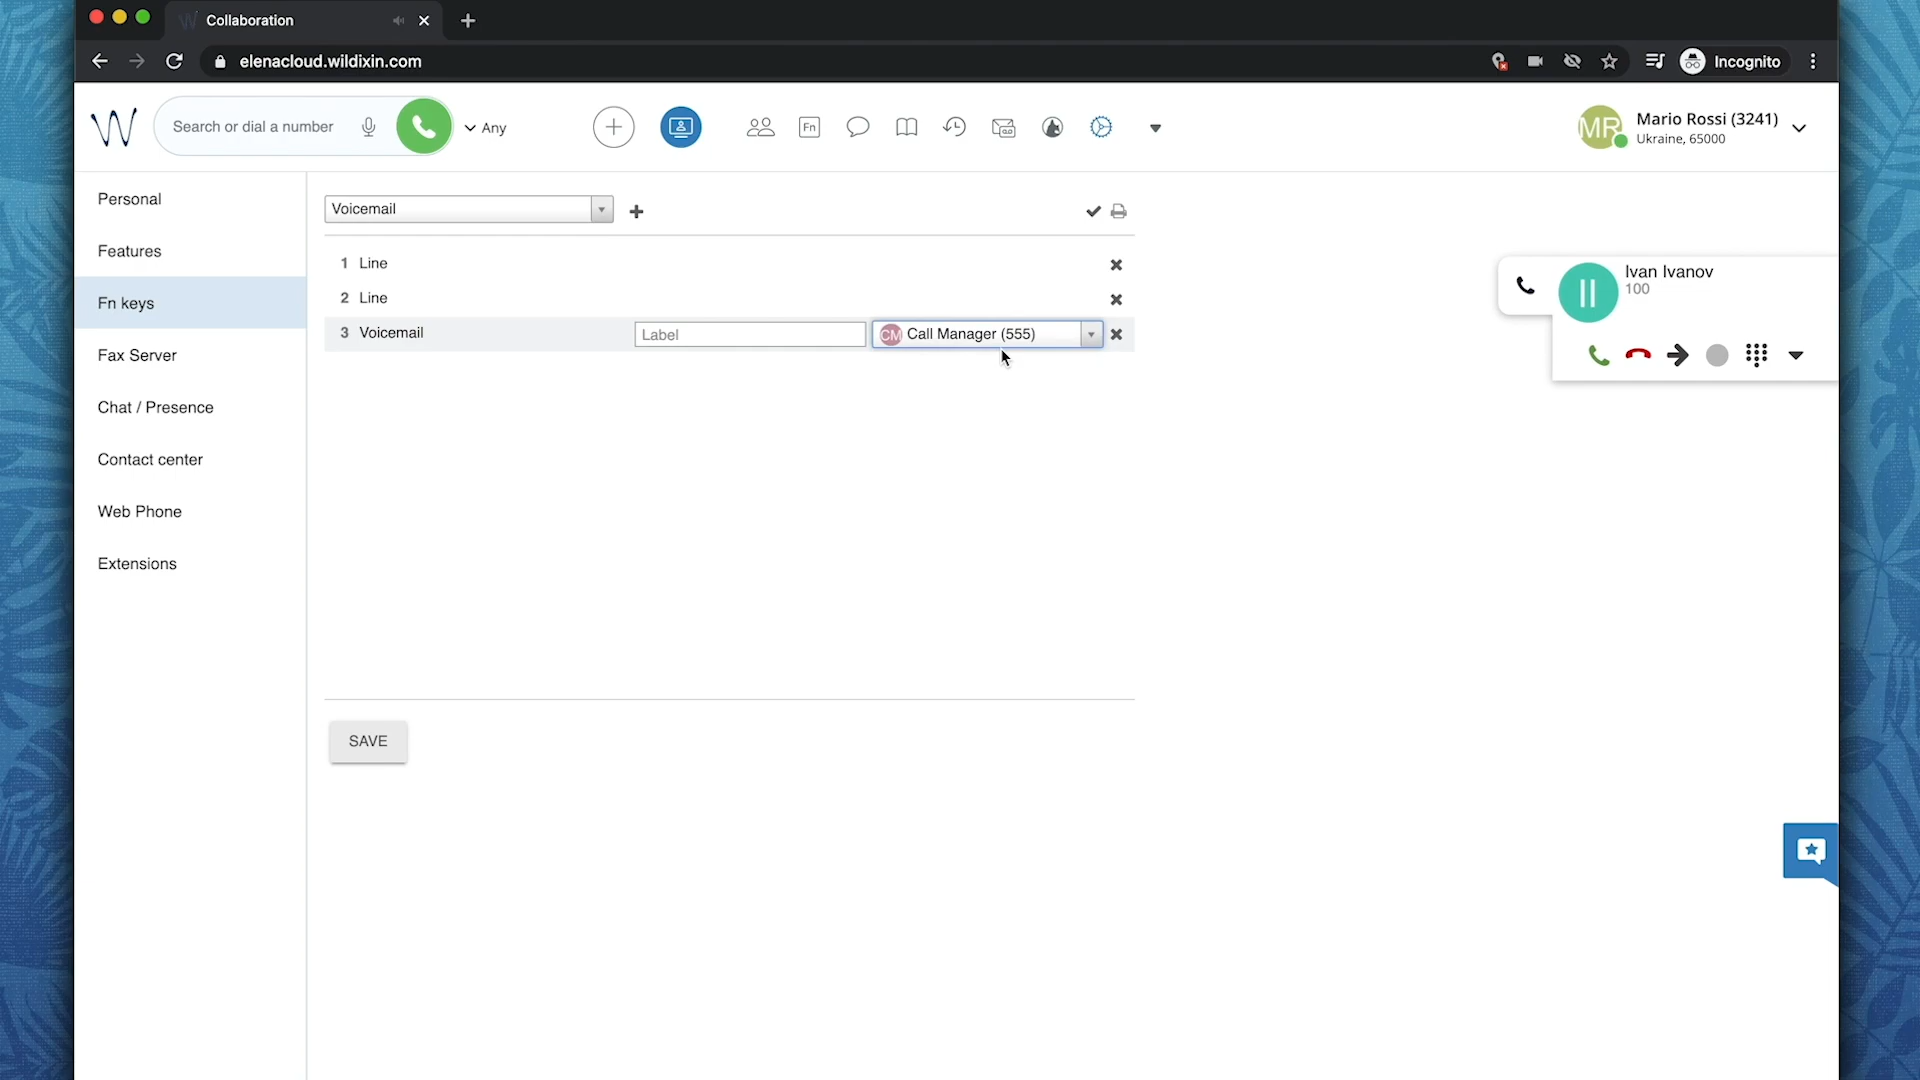 Collaboration
elenacloud.wildixin.com
Incognito
W
Search or dial a number
Any
Fn
MR
Mario Rossi (3241)
Ukraine, 65000
Personal
Features
Fn keys
Fax Server
Chat / Presence
Contact center
Web Phone
Extensions
Voicemail
1 Line
2 Line
3 Voicemail
Label
CM Call Manager (555)
SAVE
Ivan Ivanov
100